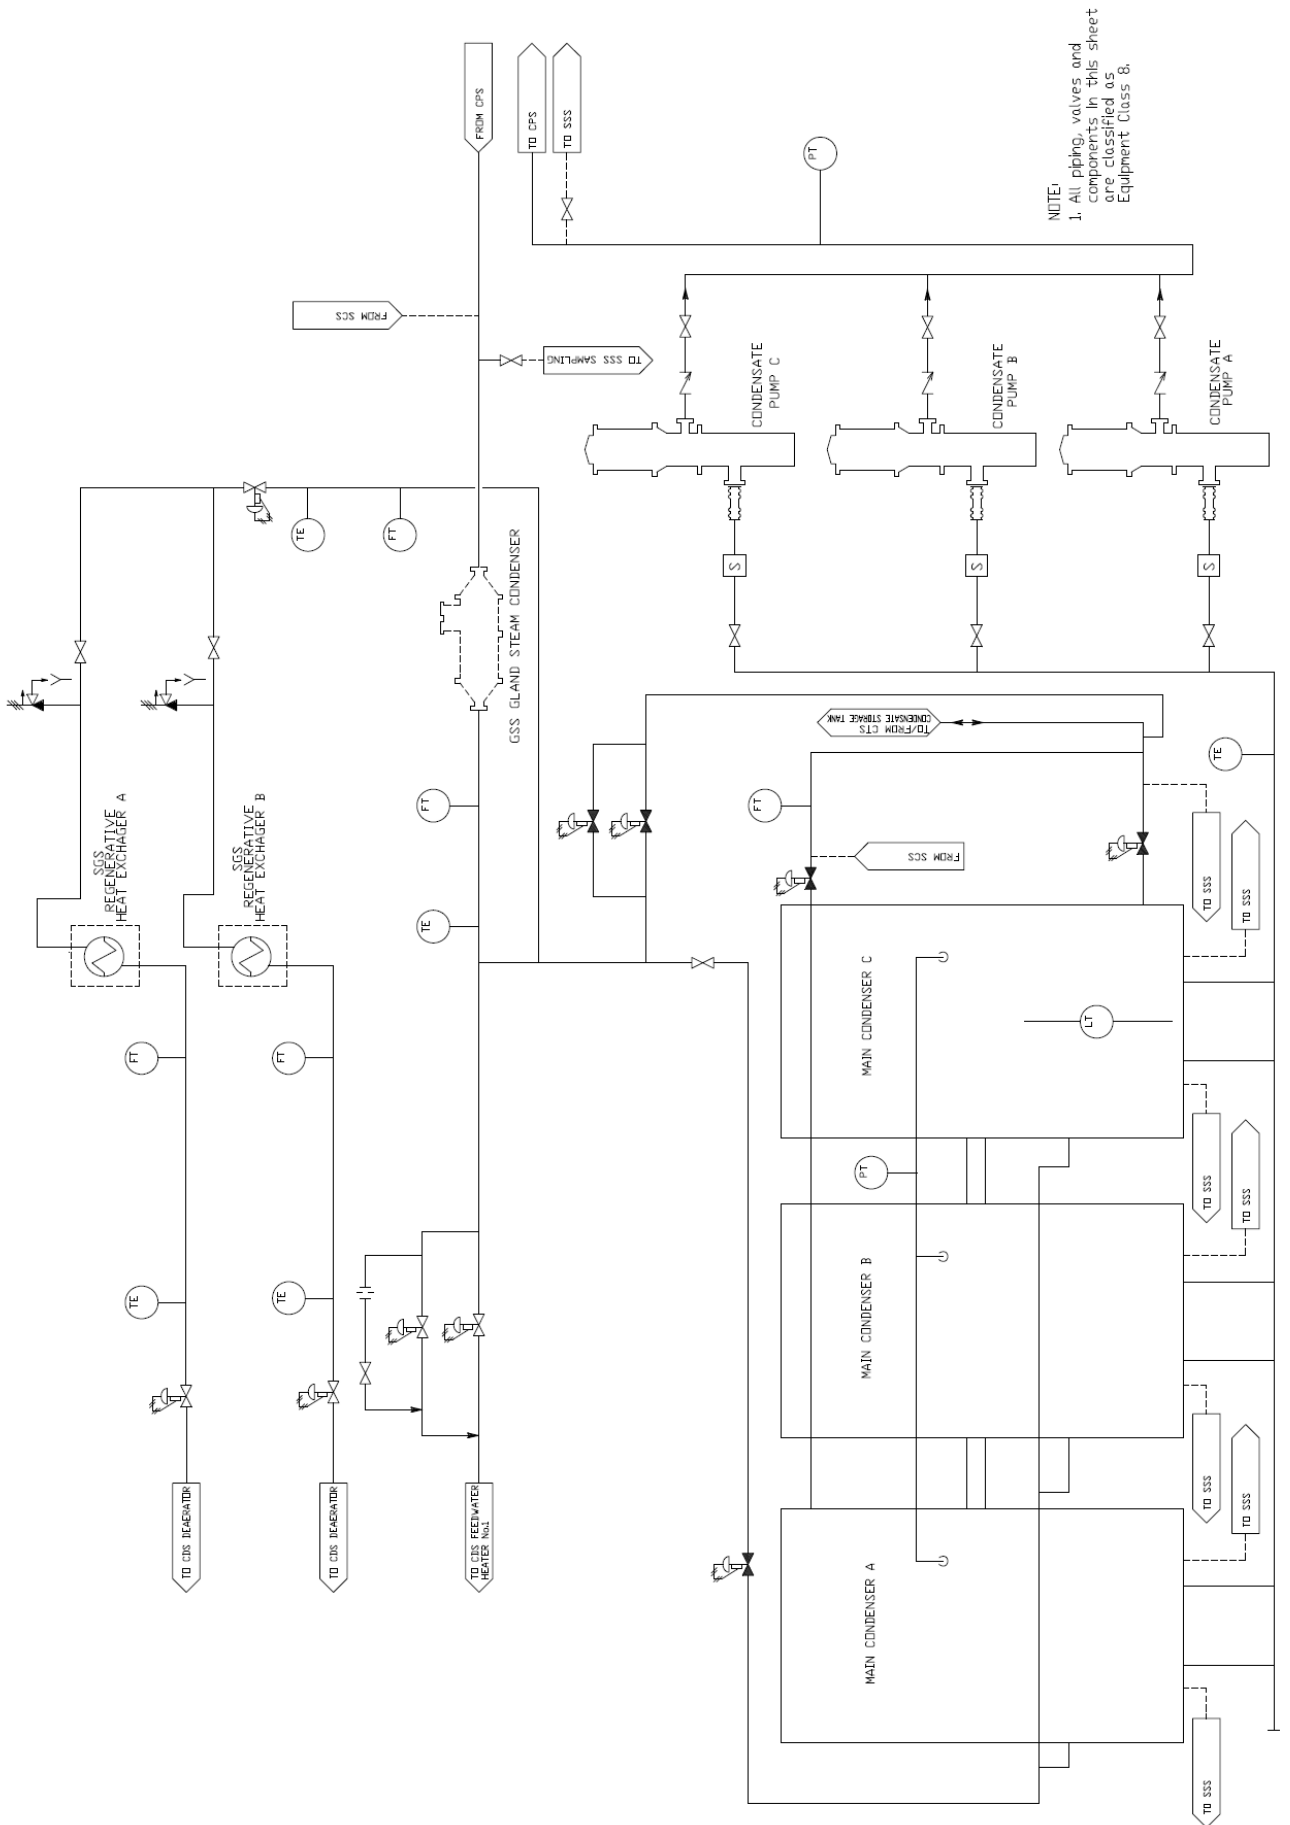 SGS
REGENERATIVE
HEAT EXCHAGER A
FT
TE
TO CDS DEAERATOR
SGS
REGENERATIVE
HEAT EXCHAGER B
TE
FT
TO CDS DEAERATOR
TE
FROM SCS
FT
TE
FT
TO CDS FEEDWATER
HEATER No.1
FROM CPS
GSS GLAND STEAM CONDENSER
TO CPS
TO SSS
TO SSS SAMPLING
S
S
S
CONDENSATE
PUMP C
CONDENSATE
PUMP B
CONDENSATE
PUMP A
PT
FT
TO/FROM CTS
CONDENSATE STORAGE TANK
FROM SCS
MAIN CONDENSER A
MAIN CONDENSER B
MAIN CONDENSER C
PT
LT
NOTE:
1. All piping, valves and
components in this sheet
are classified as
Equipment Class 8.
TO SSS
TO SSS
TO SSS
TO SSS
TO SSS
TO SSS
TO SSS
TE